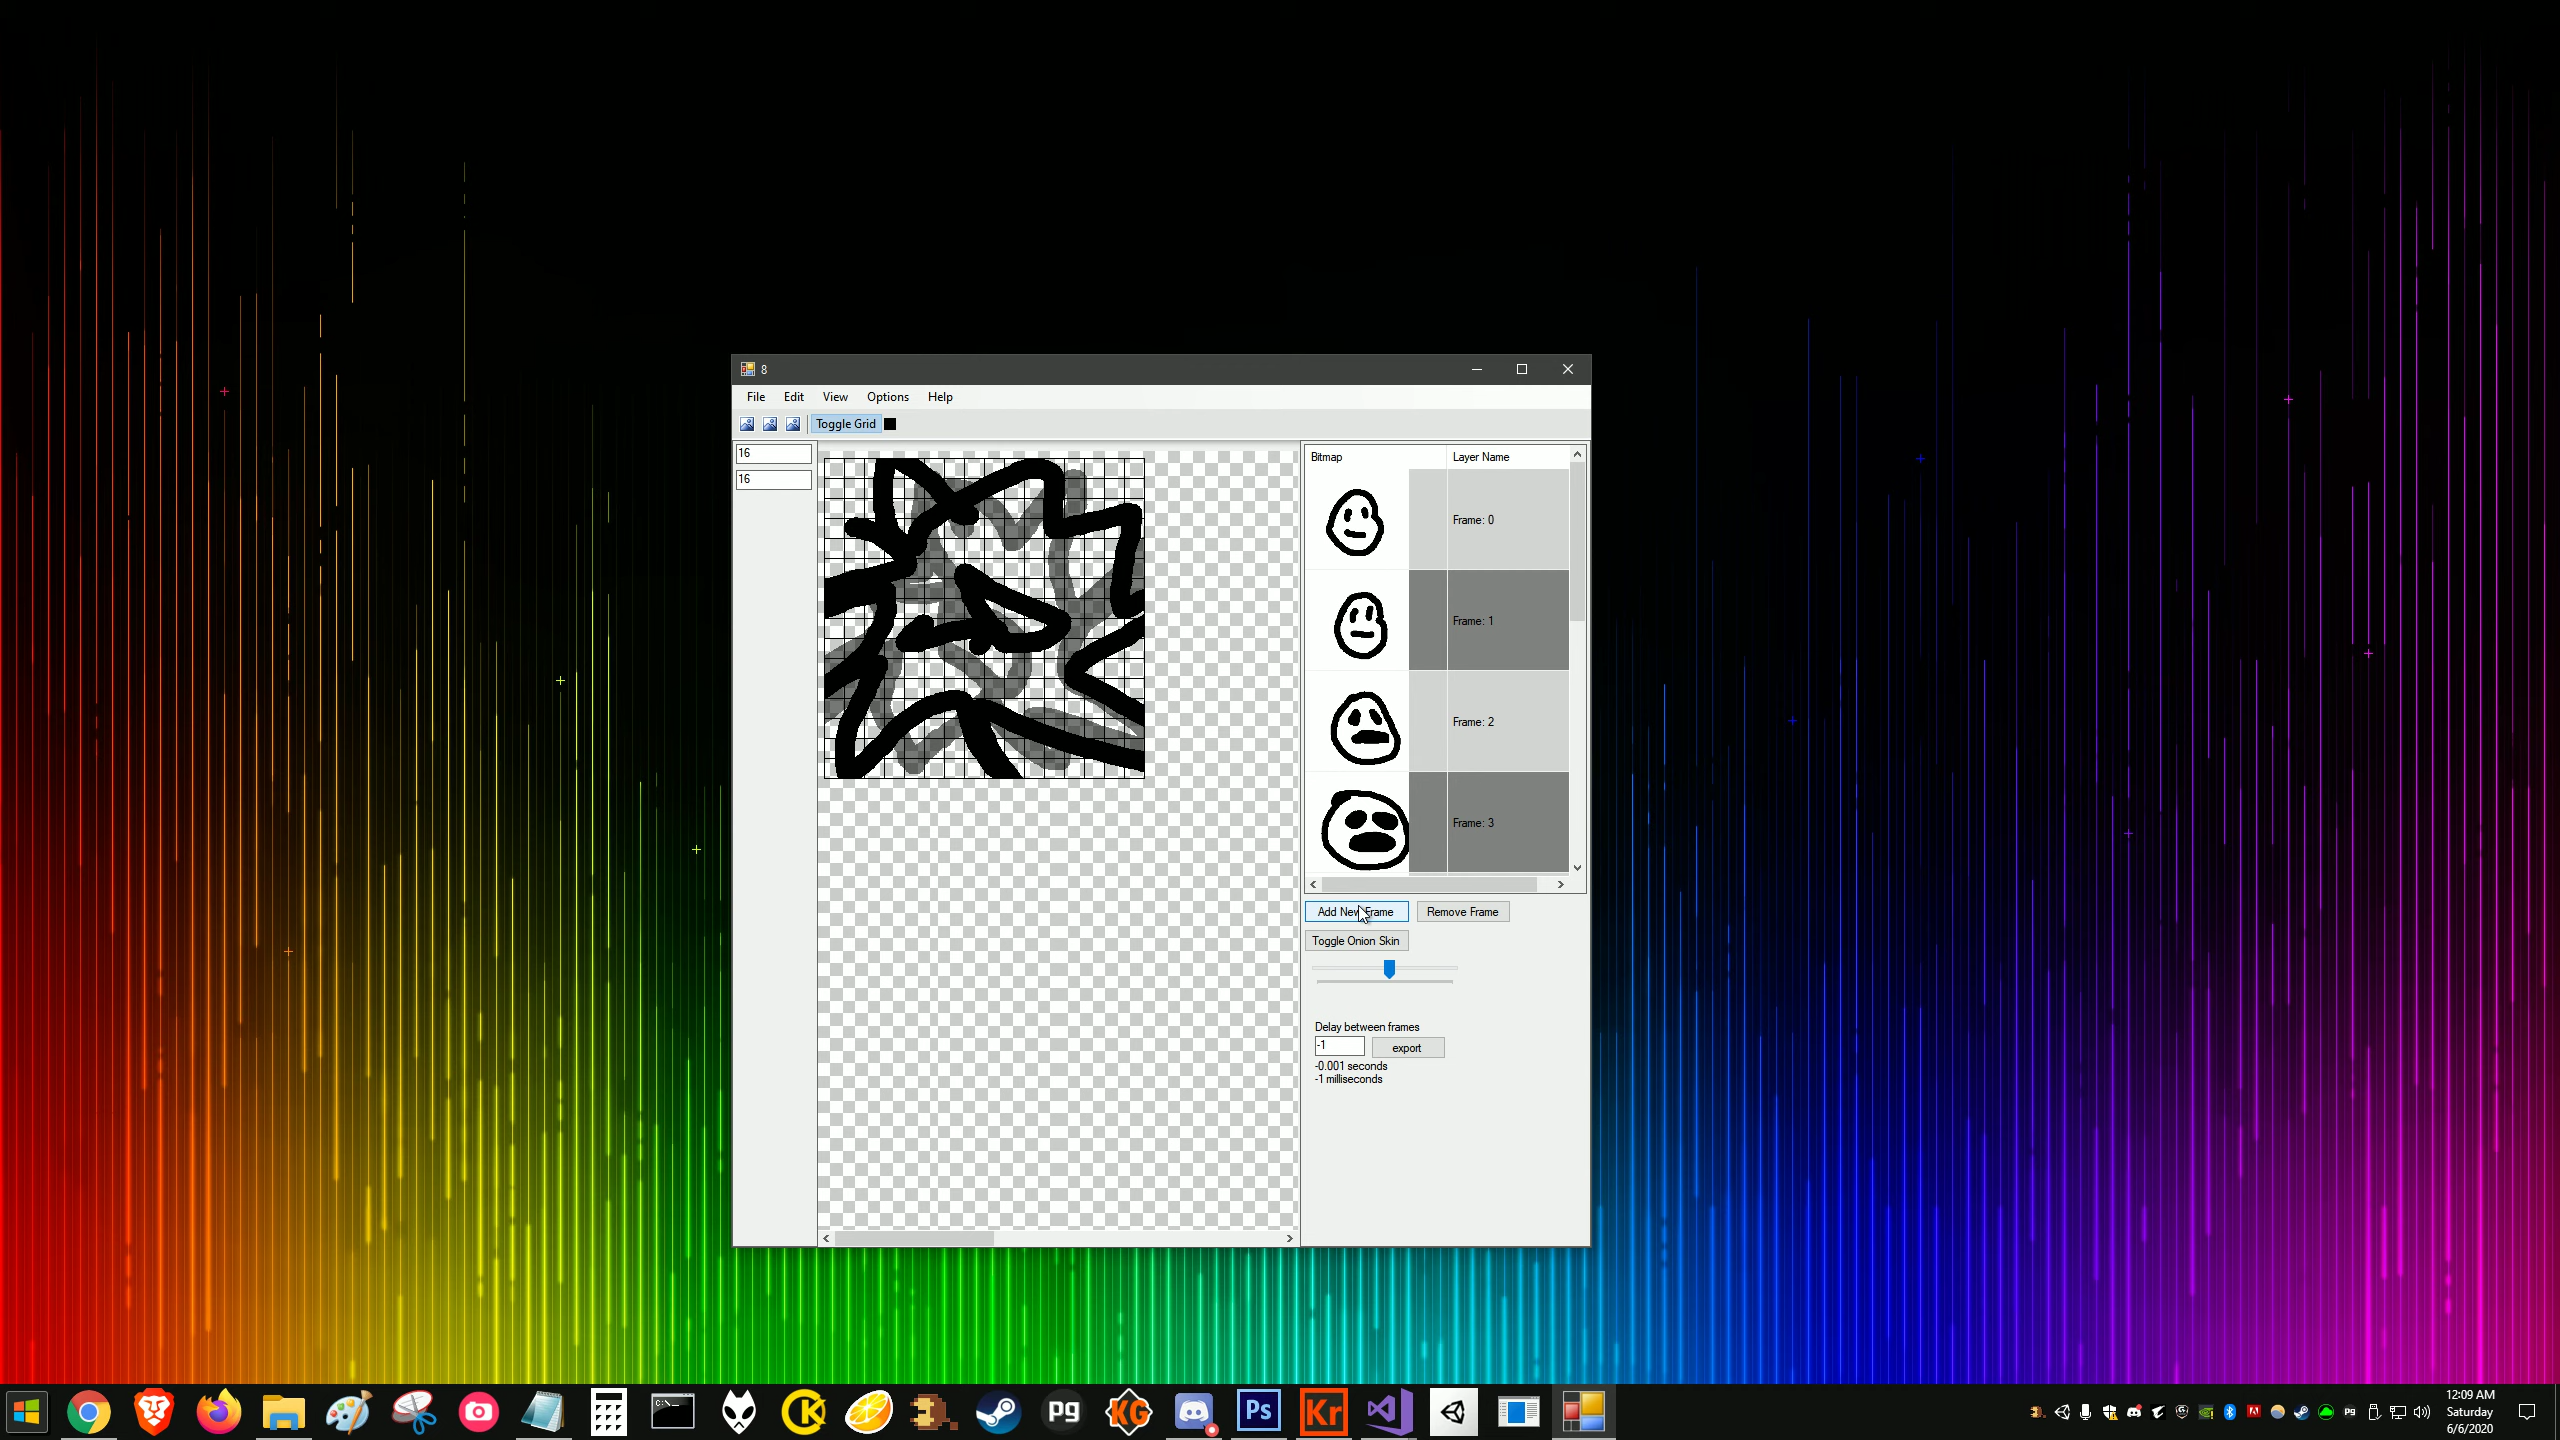 8
File Edit View Options Help
Toggle Grid
16
16
Bitmap Layer Name
Frame: 0
Frame: 1
Frame: 2
Frame: 3
Add New Frame Remove Frame
Toggle Onion Skin
Delay between frames
-1 export
-0.001 seconds
-1 milliseconds
C:\_
pg KG Ps Kr
12:09 AM
Saturday
6/6/2020